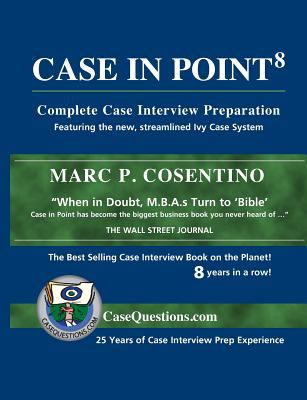 CASE IN POINT⁸
Complete Case Interview Preparation
Featuring the new, streamlined Ivy Case System
MARC P. COSENTINO
“When in Doubt, M.B.A.s Turn to ‘Bible’
Case in Point has become the biggest business book you never heard of ...”
THE WALL STREET JOURNAL
The Best Selling Case Interview Book on the Planet!
8 years in a row!
CASEQUESTIONS.COM
CaseQuestions.com
25 Years of Case Interview Prep Experience